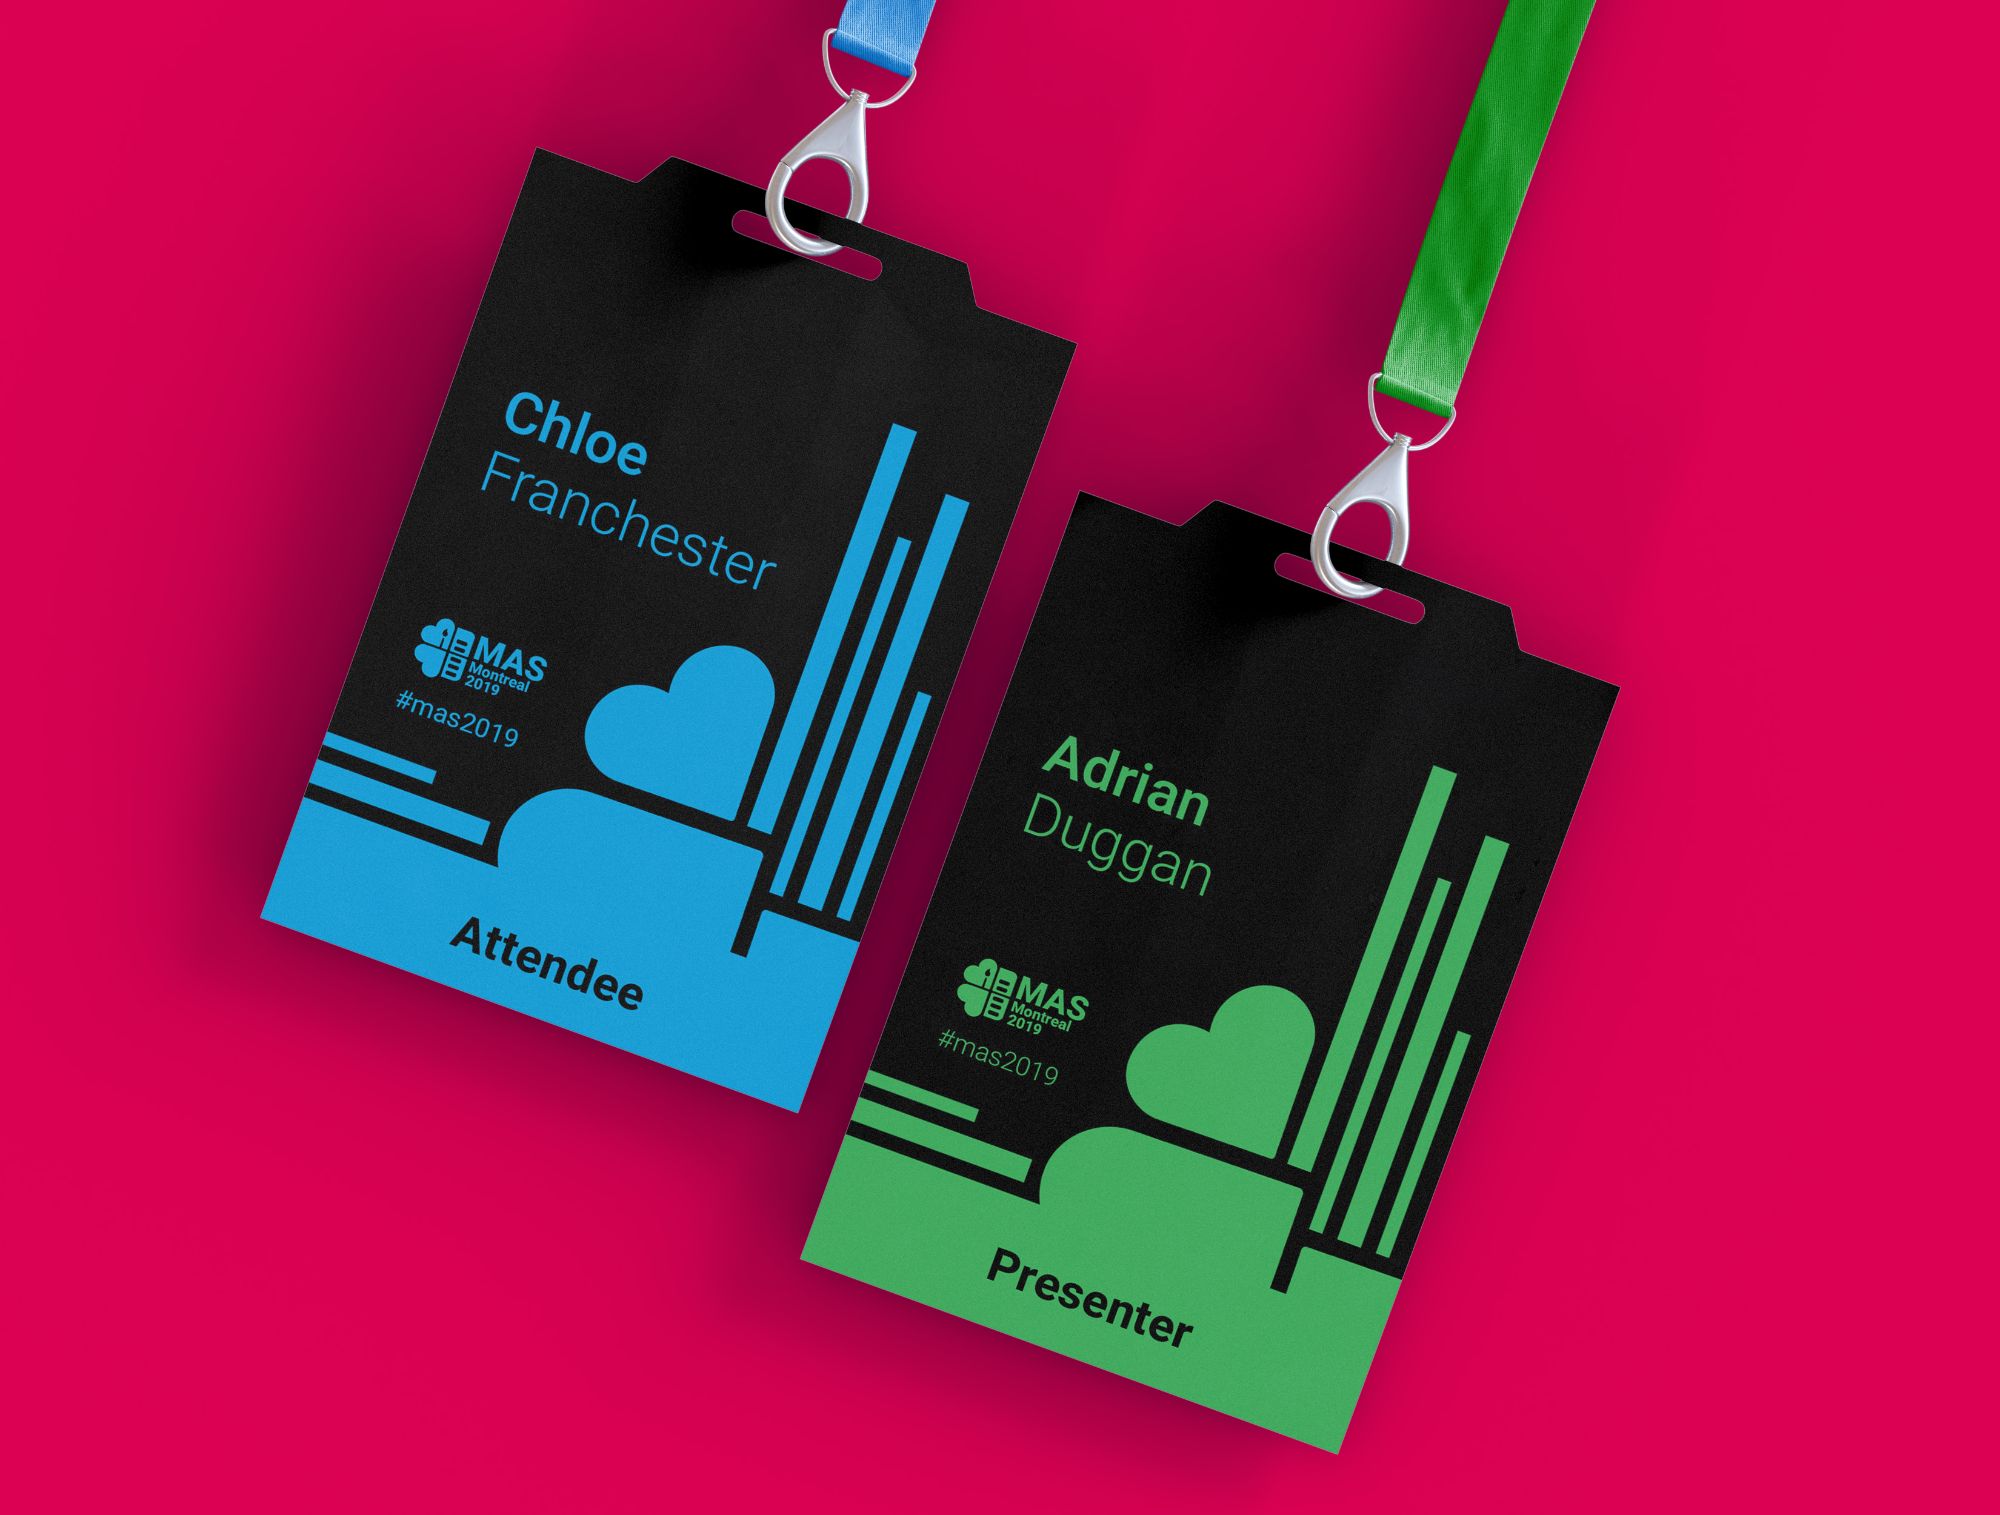 Chloe
Franchester
MAS
Montreal
2019
#mas2019
Attendee
Adrian
Duggan
MAS
Montreal
2019
#mas2019
Presenter